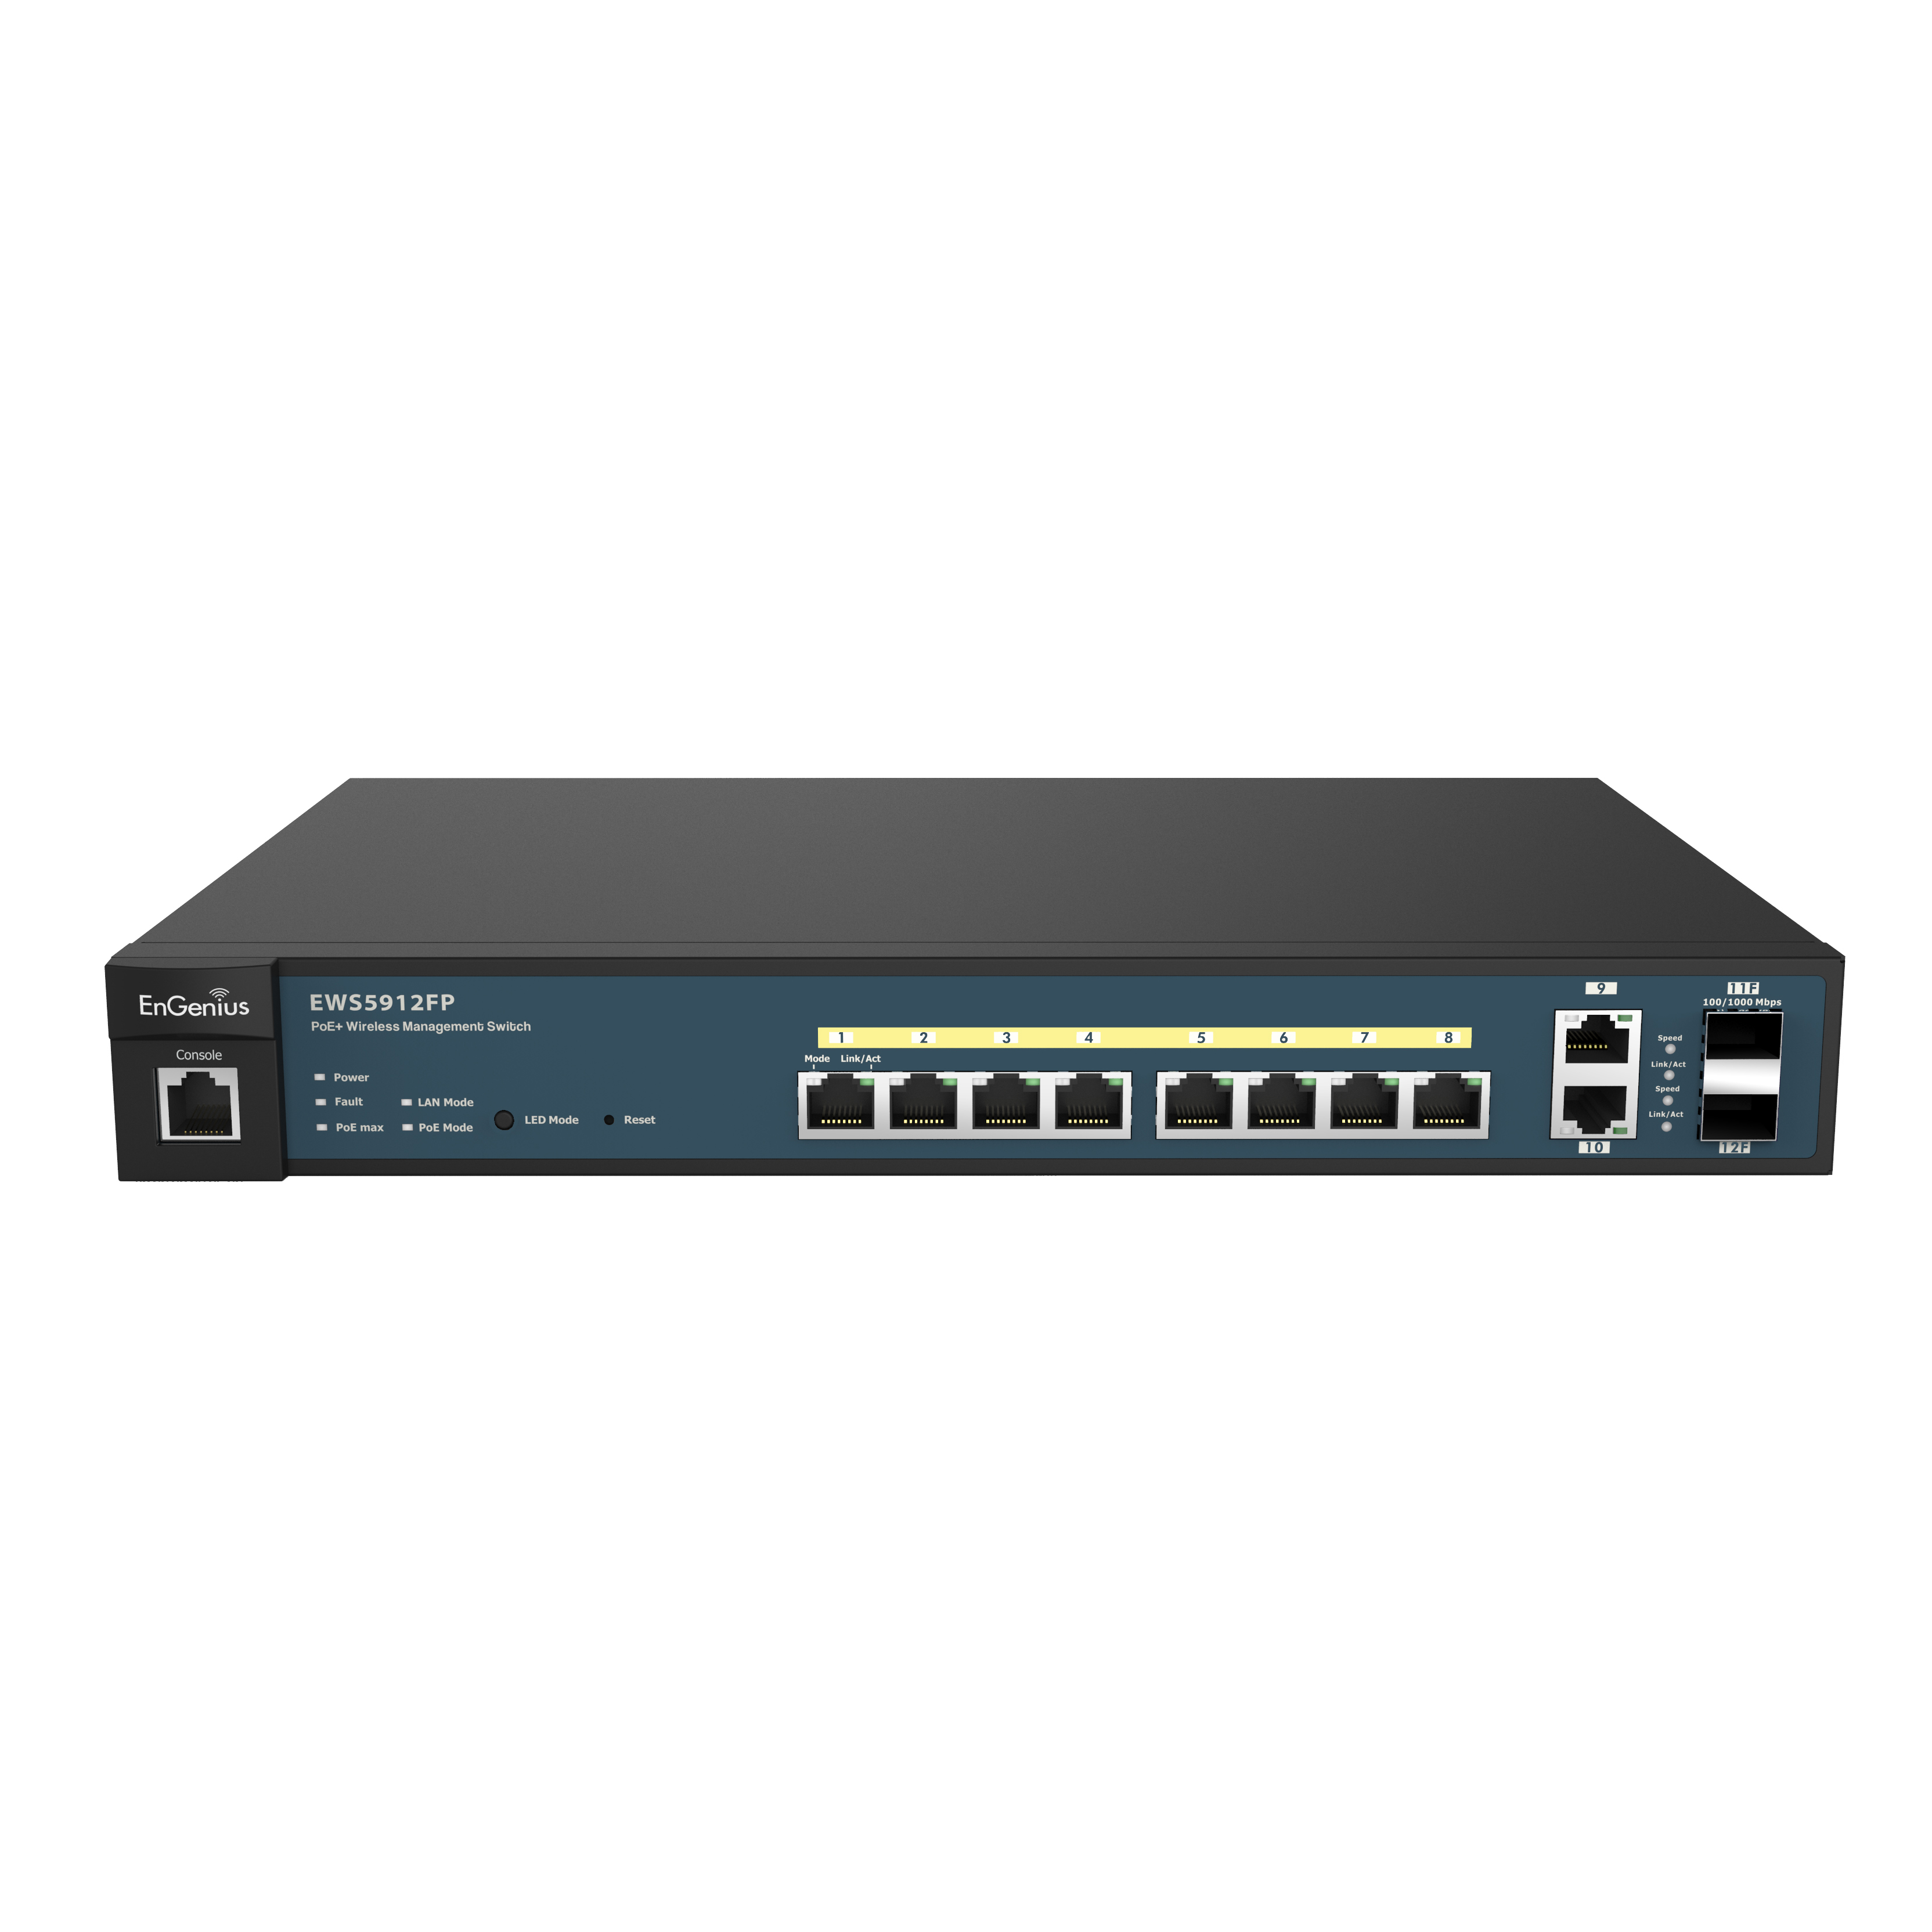 EnGenius
Console
EWS5912FP
PoE+ Wireless Management Switch
Power
Fault
LAN Mode
PoE max
PoE Mode
LED Mode
Reset
1 2 3 4 5 6 7 8
Mode Link/Act
9
10
Speed
Link/Act
Speed
Link/Act
11F
100/1000 Mbps
12F